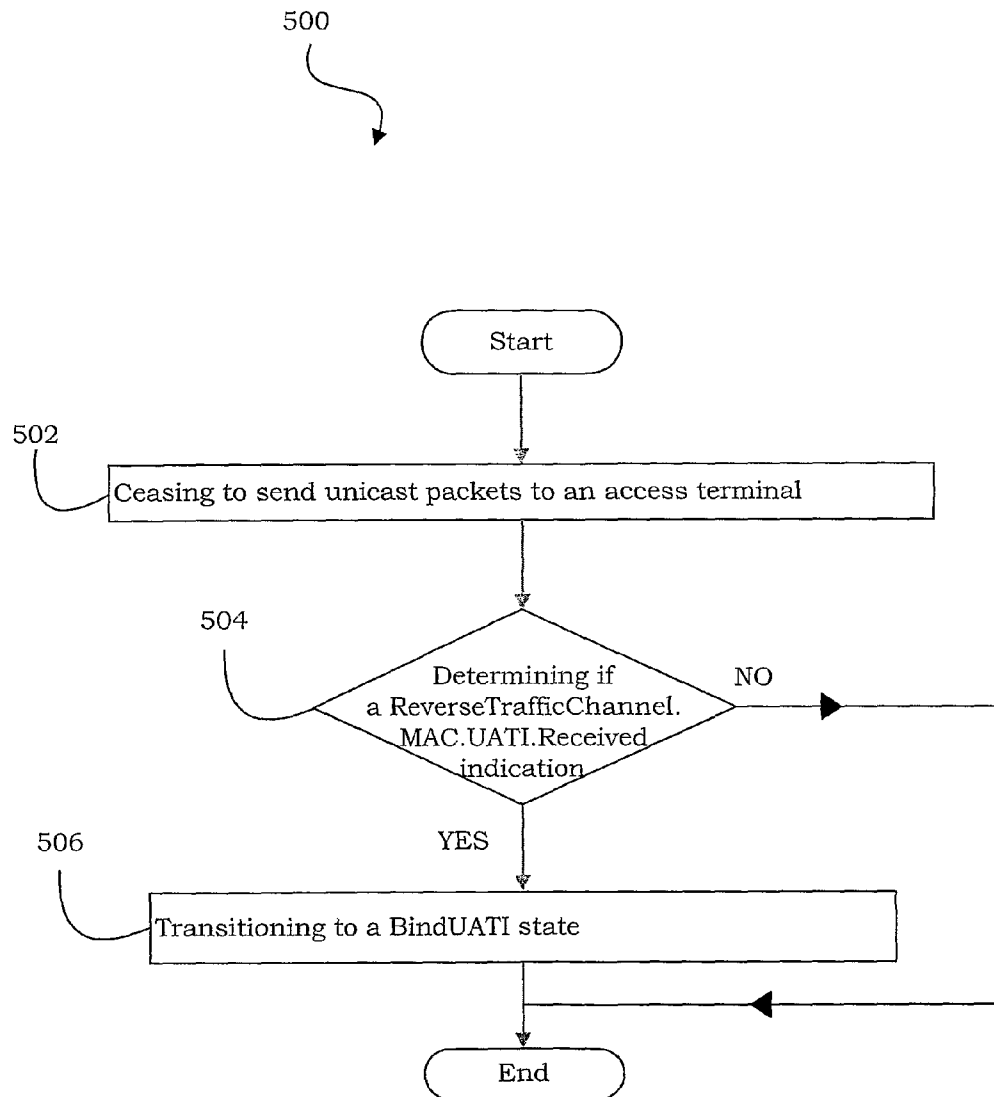 500
Start
502
Ceasing to send unicast packets to an access terminal
504
Determining if
a ReverseTrafficChannel.
MAC.UATI.Received
indication
NO
YES
506
Transitioning to a BindUATI state
End